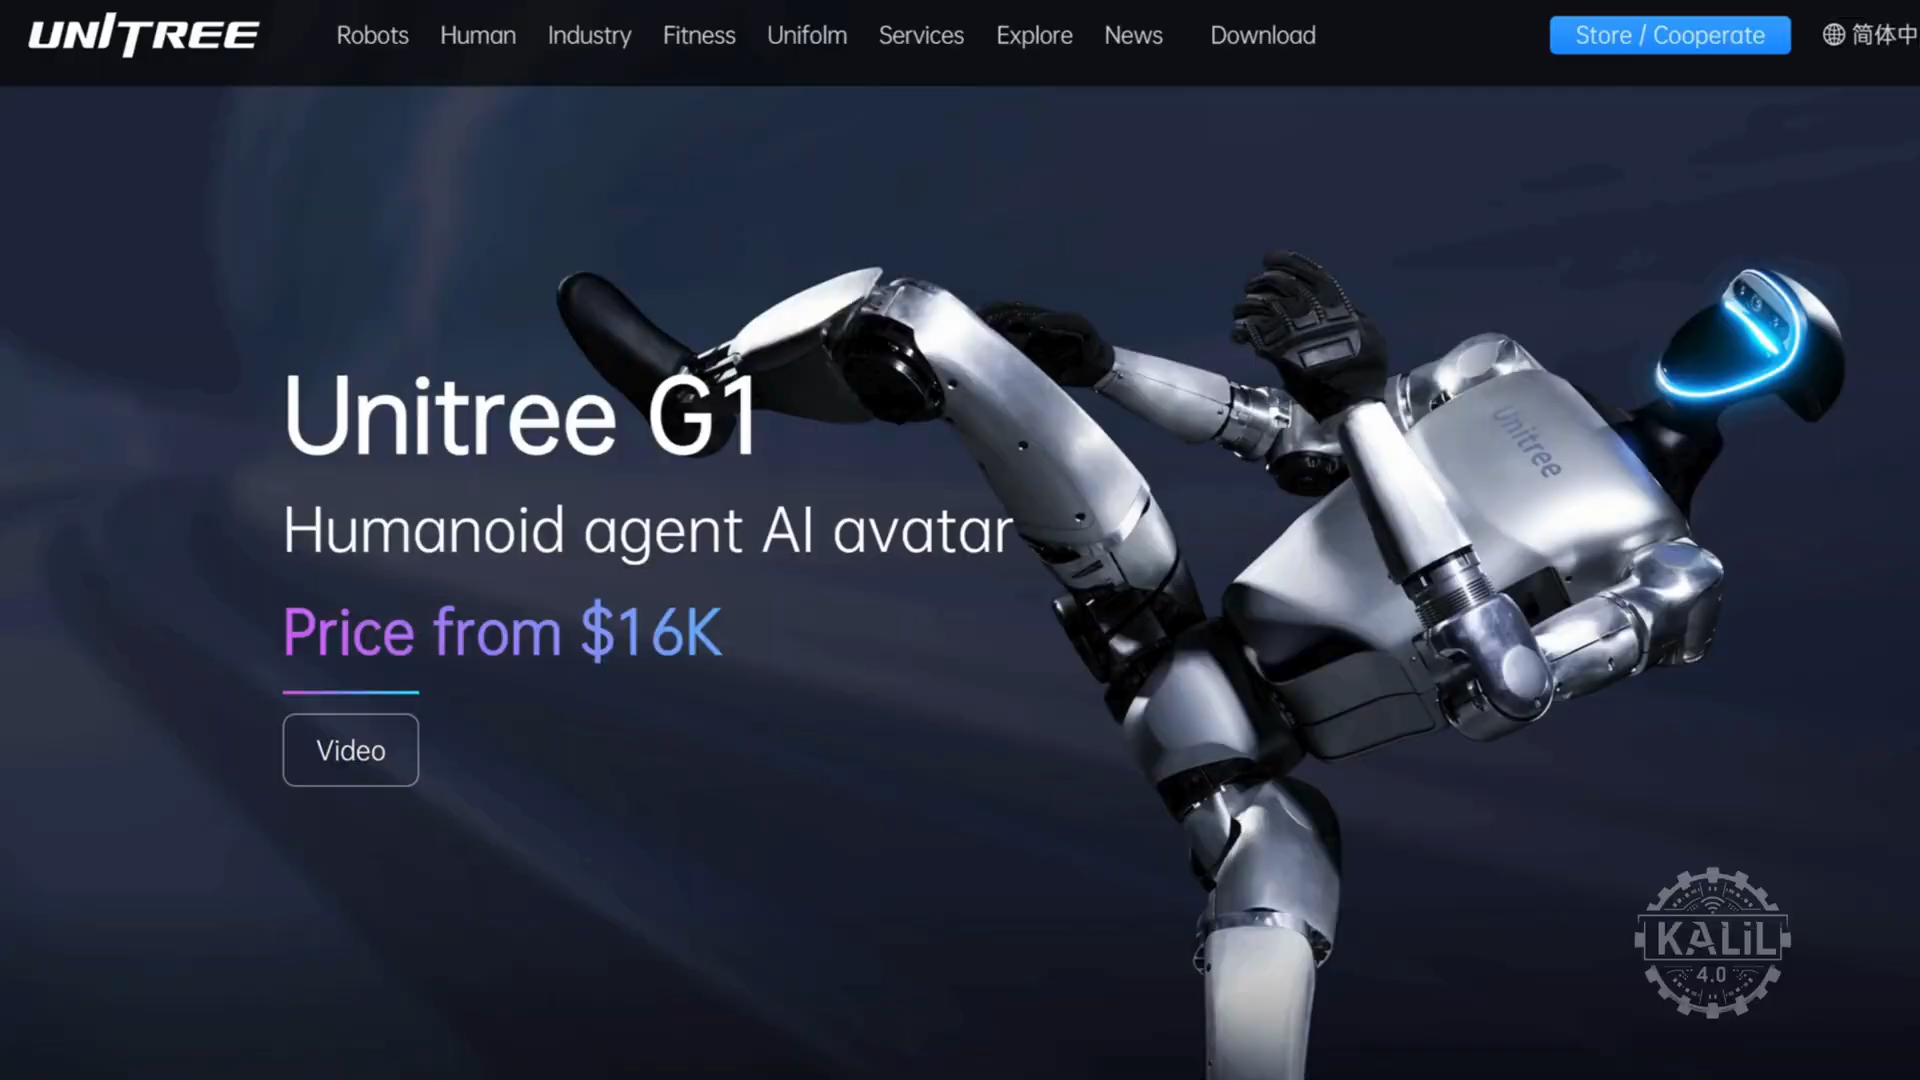 UNITREE
Robots Human Industry Fitness Unifolm Services Explore News Download
Store / Cooperate
简体中
Unitree G1
Humanoid agent AI avatar
Price from $16K
Video
Unitree
KALIL
4.0